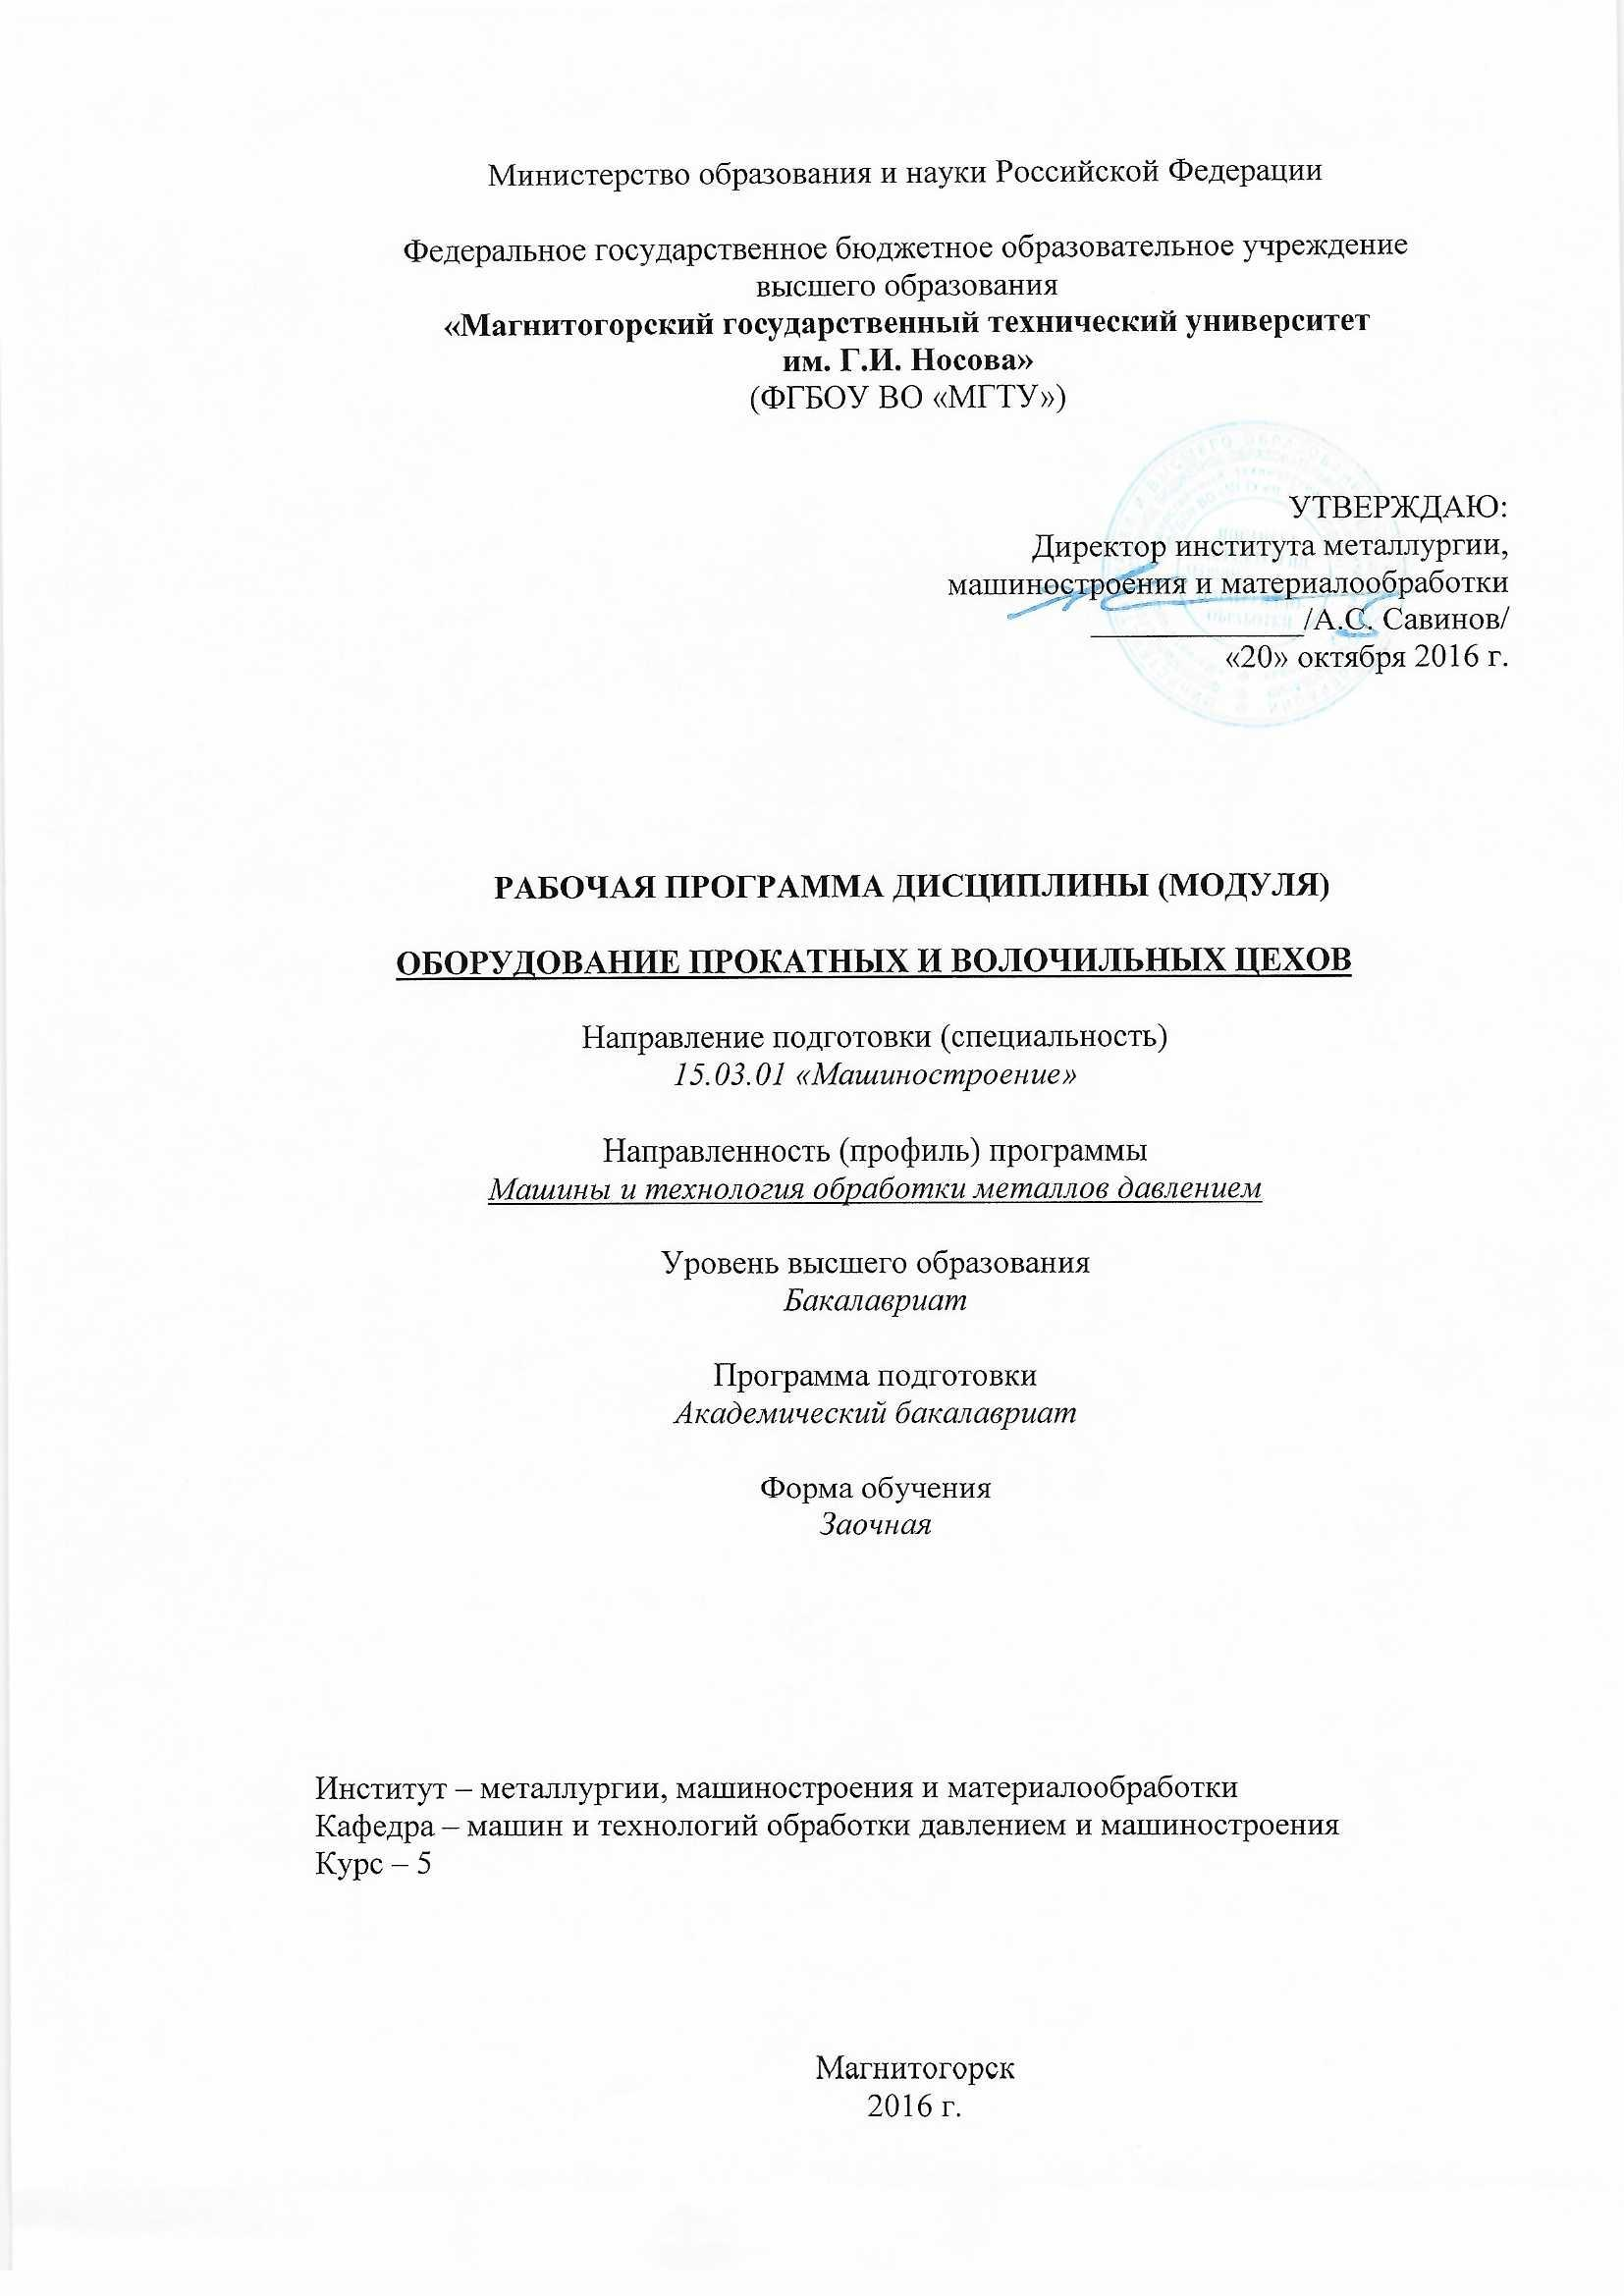 Министерство образования и науки Российской Федерации
Федеральное государственное бюджетное образовательное учреждение
высшего образования
«Магнитогорский государственный технический университет
им. Г.И. Носова»
(ФГБОУ ВО «МГТУ»)
УТВЕРЖДАЮ:
Директор института металлургии,
машиностроения и материалообработки
_____________/А.С. Савинов/
«20» октября 2016 г.
РАБОЧАЯ ПРОГРАММА ДИСЦИПЛИНЫ (МОДУЛЯ)
ОБОРУДОВАНИЕ ПРОКАТНЫХ И ВОЛОЧИЛЬНЫХ ЦЕХОВ
Направление подготовки (специальность)
15.03.01 «Машиностроение»
Направленность (профиль) программы
Машины и технология обработки металлов давлением
Уровень высшего образования
Бакалавриат
Программа подготовки
Академический бакалавриат
Форма обучения
Заочная
Институт – металлургии, машиностроения и материалообработки
Кафедра – машин и технологий обработки давлением и машиностроения
Курс – 5
Магнитогорск
2016 г.